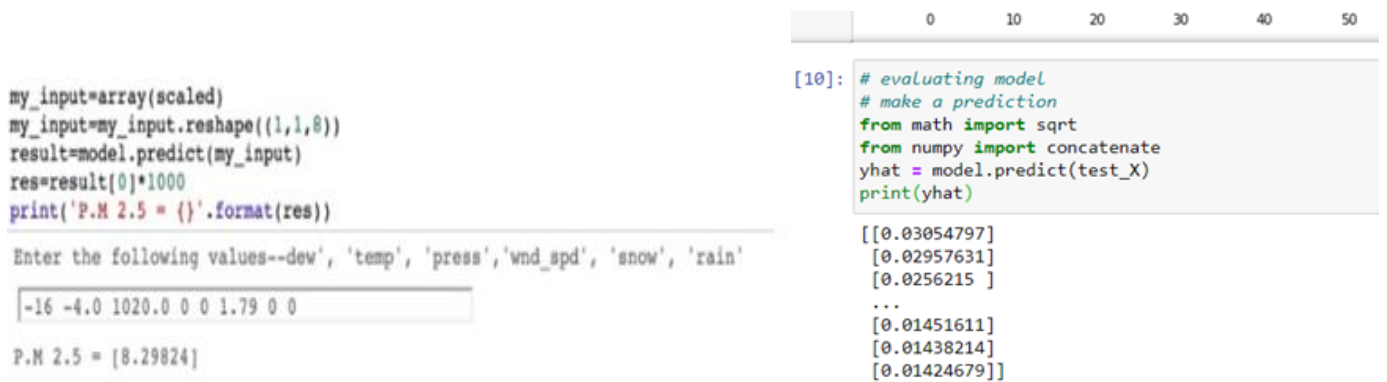 my_input=array(scaled)
my_input=my_input.reshape((1,1,8))
result=model.predict(my_input)
res=result[0]*1000
print('P.M 2.5 = {}'.format(res))
Enter the following values--dew', 'temp', 'press','wnd_spd', 'snow', 'rain'
-16 -4.0 1020.0 0 0 1.79 0 0
P.M 2.5 = [8.29824]
0 10 20 30 40 50
[10]: # evaluating model
# make a prediction
from math import sqrt
from numpy import concatenate
yhat = model.predict(test_X)
print(yhat)
[[0.03054797]
[0.02957631]
[0.0256215 ]
...
[0.01451611]
[0.01438214]
[0.01424679]]